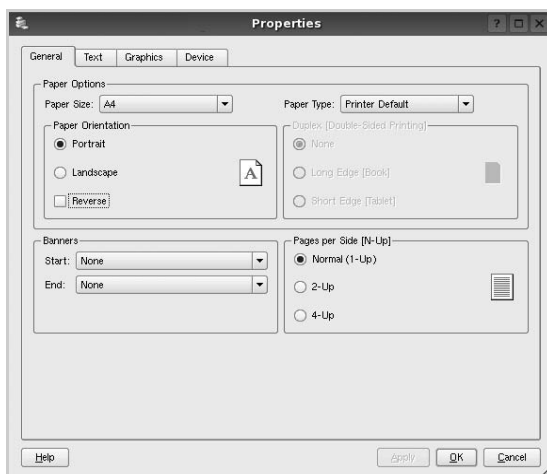 Properties
General Text Graphics Device
Paper Options
Paper Size: A4 Paper Type: Printer Default
Paper Orientation
Portrait
Landscape
Reverse
Duplex [Double-Sided Printing]
None
Long Edge [Book]
Short Edge [Tablet]
Banners
Start: None
End: None
Pages per Side [N-Up]
Normal (1-Up)
2-Up
4-Up
Help Apply OK Cancel